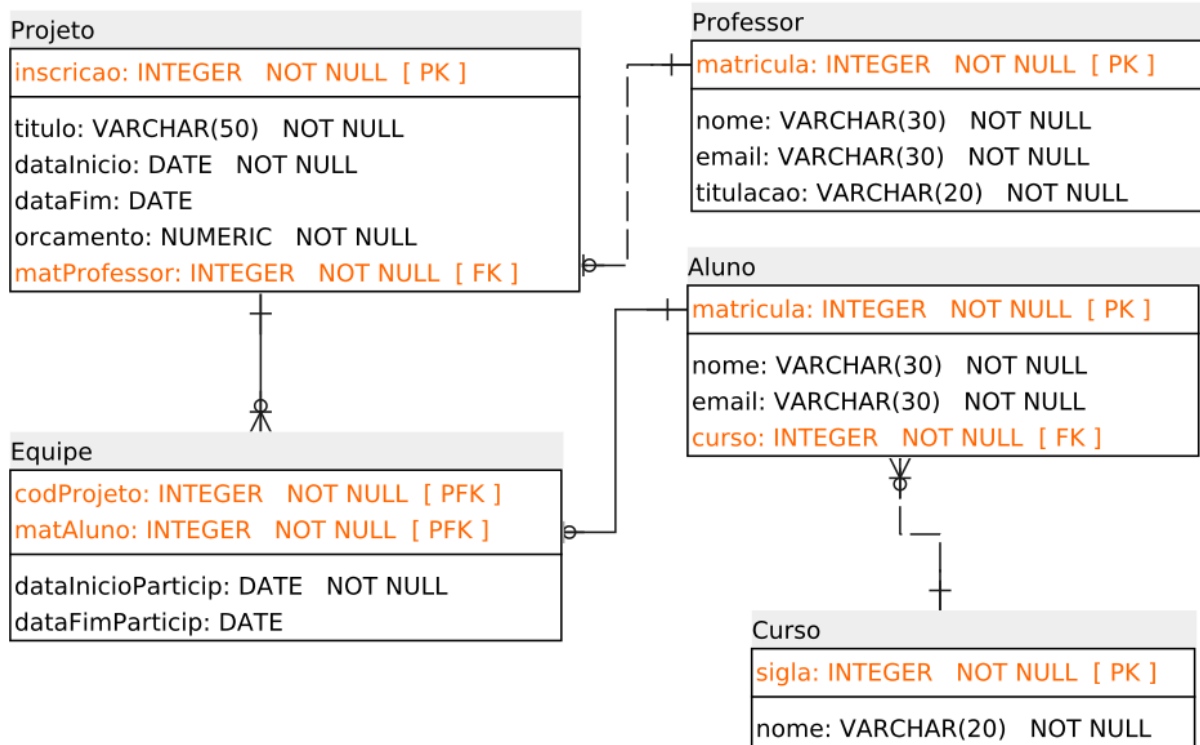 Projeto
inscricao: INTEGER NOT NULL [ PK ]
titulo: VARCHAR(50) NOT NULL
dataInicio: DATE NOT NULL
dataFim: DATE
orcamento: NUMERIC NOT NULL
matProfessor: INTEGER NOT NULL [ FK ]
Professor
matricula: INTEGER NOT NULL [ PK ]
nome: VARCHAR(30) NOT NULL
email: VARCHAR(30) NOT NULL
titulacao: VARCHAR(20) NOT NULL
Aluno
matricula: INTEGER NOT NULL [ PK ]
nome: VARCHAR(30) NOT NULL
email: VARCHAR(30) NOT NULL
curso: INTEGER NOT NULL [ FK ]
Equipe
codProjeto: INTEGER NOT NULL [ PFK ]
matAluno: INTEGER NOT NULL [ PFK ]
dataInicioParticip: DATE NOT NULL
dataFimParticip: DATE
Curso
sigla: INTEGER NOT NULL [ PK ]
nome: VARCHAR(20) NOT NULL